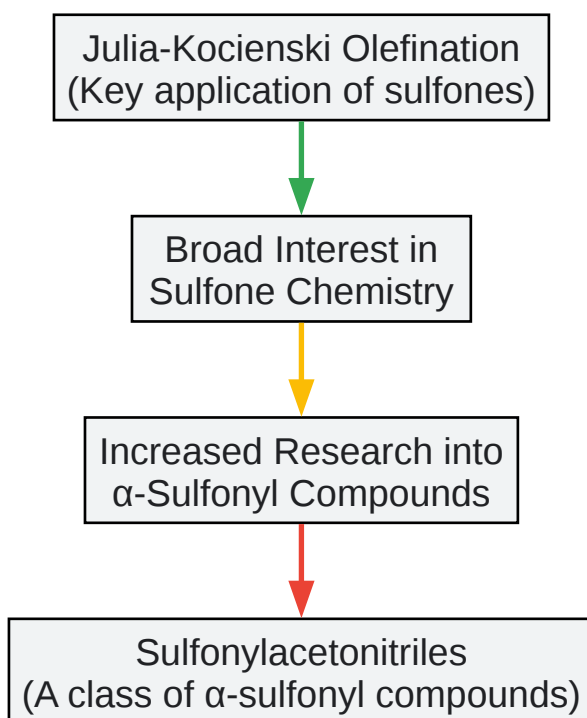 Julia-Kocienski Olefination
(Key application of sulfones)
Broad Interest in
Sulfone Chemistry
Increased Research into
α-Sulfonyl Compounds
Sulfonylacetonitriles
(A class of α-sulfonyl compounds)